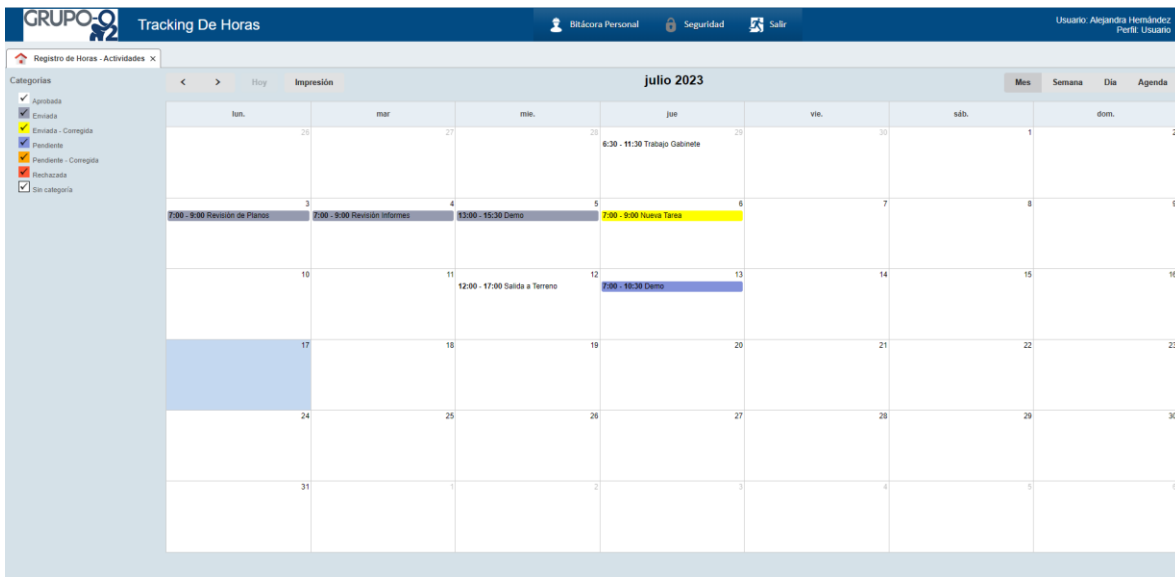 GRUPO-O2
Tracking De Horas
Bitácora Personal
Seguridad
Salir
Usuario: Alejandra Hernández
Perfil: Usuario
Registro de Horas - Actividades ×
Categorías
Aprobada
Enviada
Enviada - Corregida
Pendiente
Pendiente - Corregida
Rechazada
Sin categoría
< > Hoy Impresión
julio 2023
Mes Semana Día Agenda
lun. mar mie. jue vie. sáb. dom.
26 27 28 29 30 1 2
6:30 - 11:30 Trabajo Gabinete
3 4 5 6 7 8 9
7:00 - 9:00 Revisión de Planos
7:00 - 9:00 Revisión Informes
13:00 - 15:30 Demo
7:00 - 9:00 Nueva Tarea
10 11 12 13 14 15 16
12:00 - 17:00 Salida a Terreno
7:00 - 10:30 Demo
17 18 19 20 21 22 23
24 25 26 27 28 29 30
31 1 2 3 4 5 6